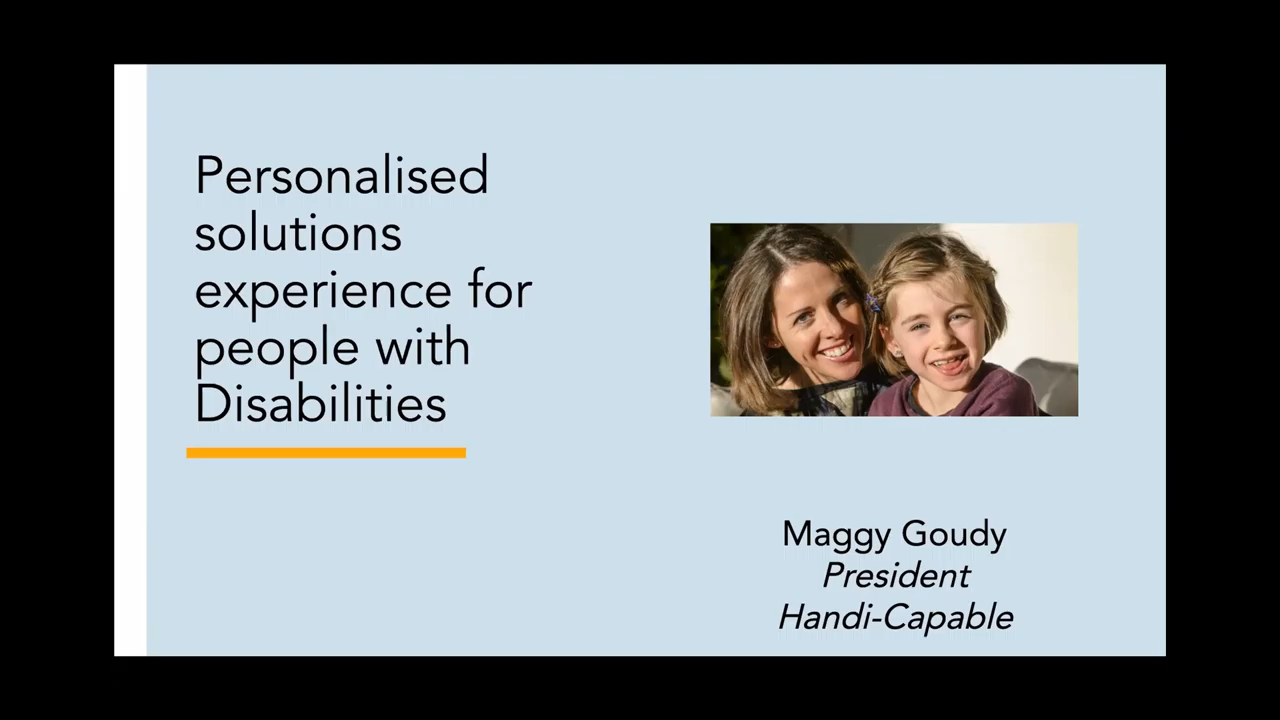 Personalised
solutions
experience for
people with
Disabilities
Maggy Goudy
President
Handi-Capable